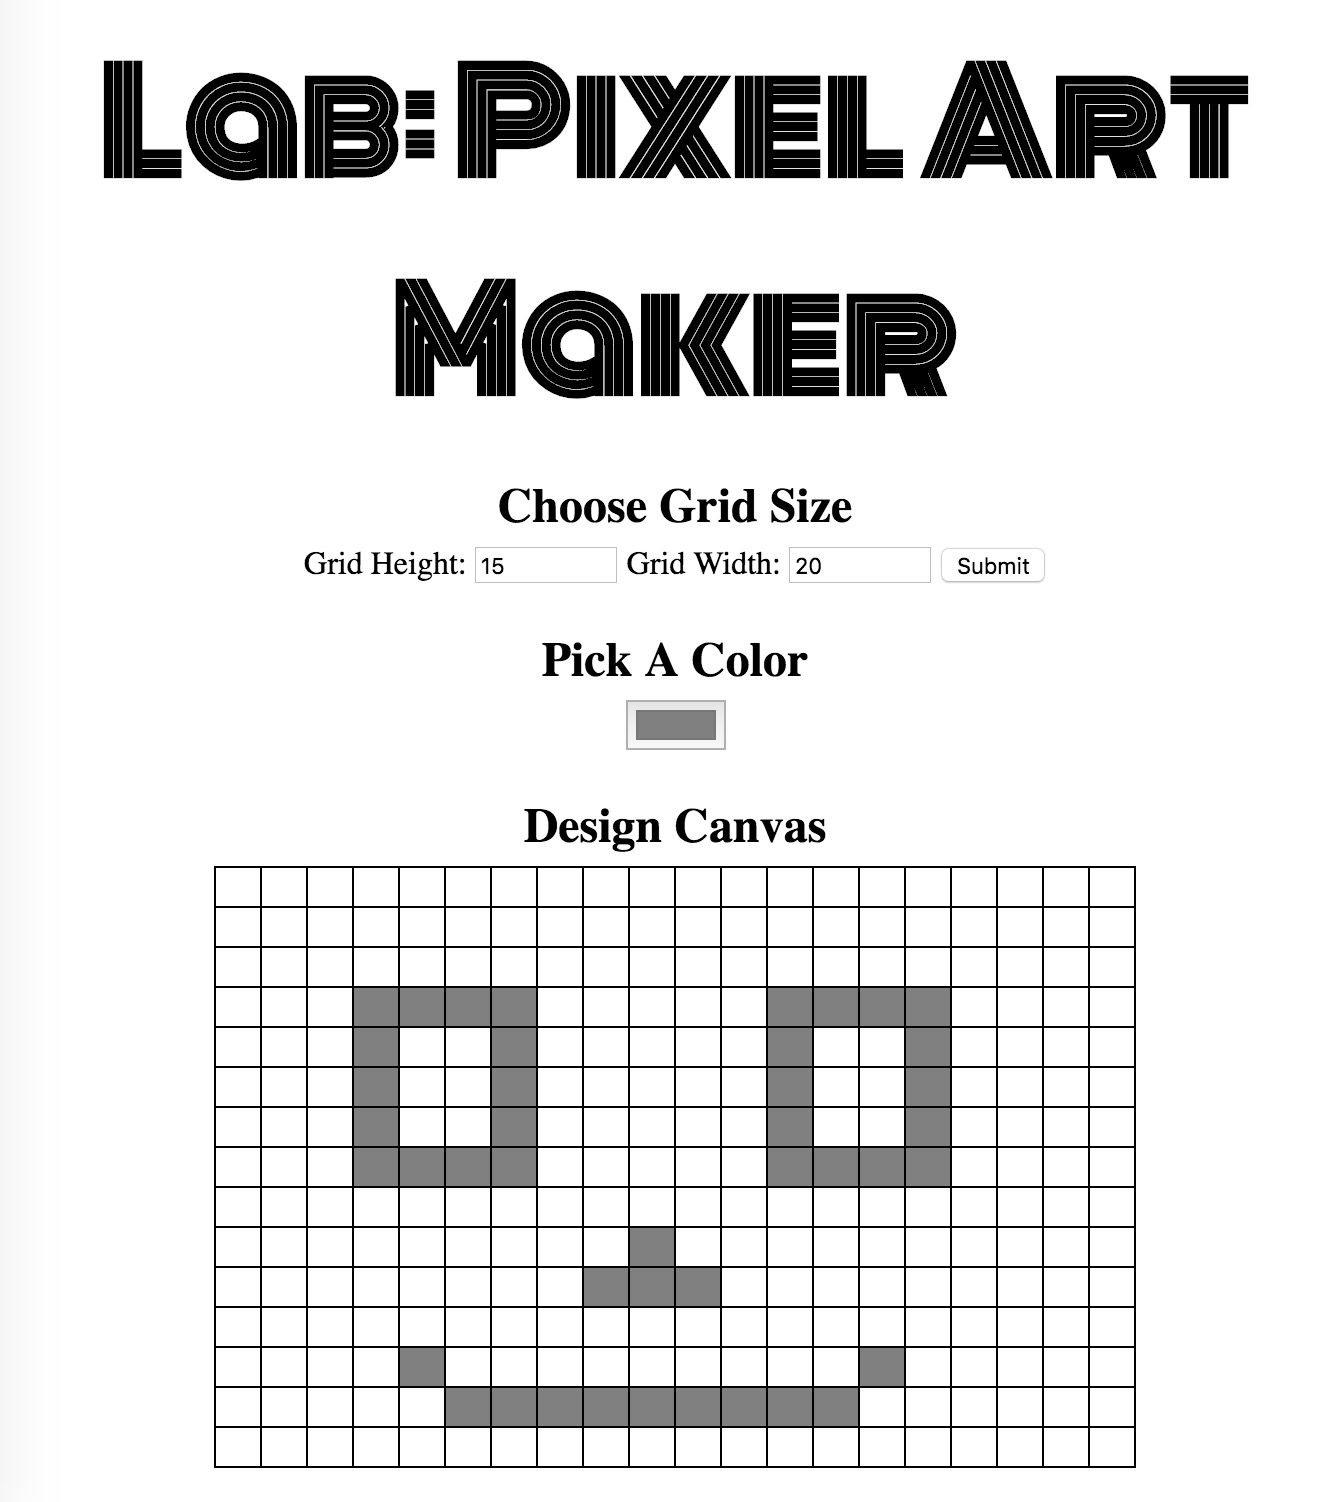 Lab: Pixel Art
Maker
Choose Grid Size
Grid Height: 15 Grid Width: 20 Submit
Pick A Color
Design Canvas